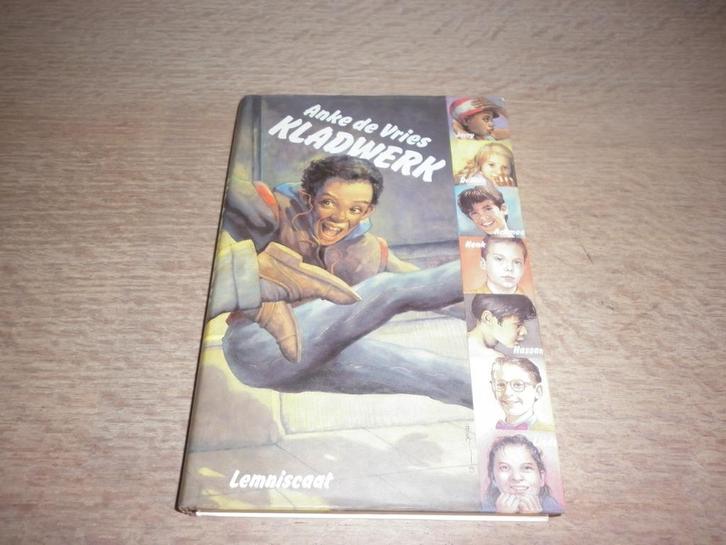 Anke de Vries
KLADWERK
Henk
Hassan
Lemniscaat